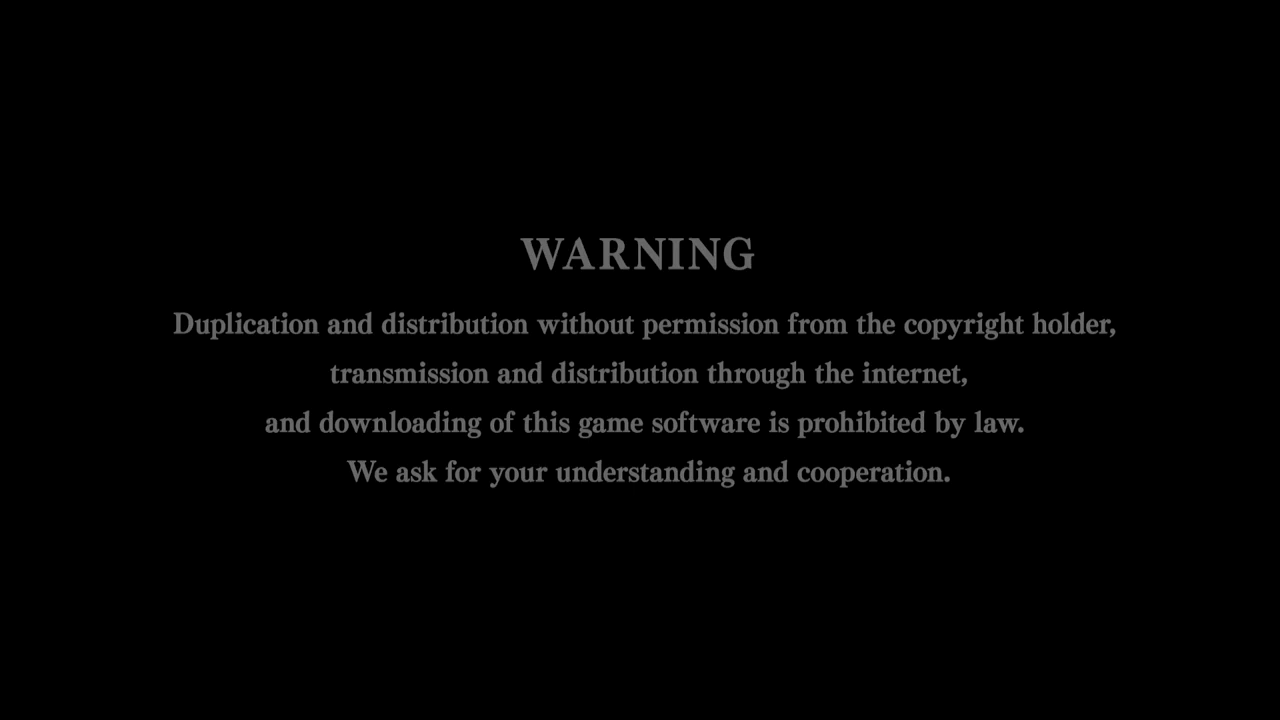 WARNING
Duplication and distribution without permission from the copyright holder,
transmission and distribution through the internet,
and downloading of this game software is prohibited by law.
We ask for your understanding and cooperation.